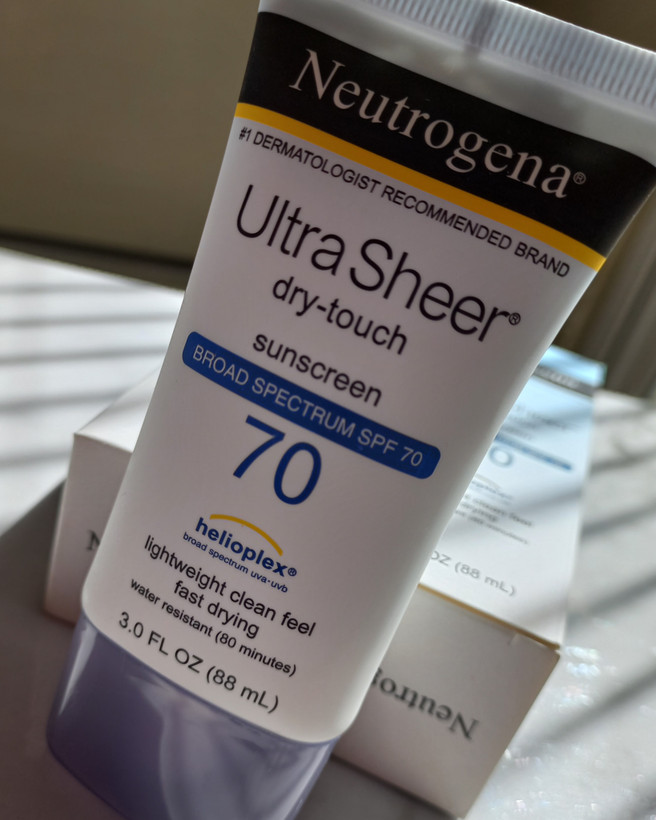 Neutrogena®
#1 DERMATOLOGIST RECOMMENDED BRAND
Ultra Sheer®
dry-touch
sunscreen
BROAD SPECTRUM SPF 70
70
helioplex®
broad spectrum uva•uvb
lightweight clean feel
fast drying
water resistant (80 minutes)
3.0 FL OZ (88 mL)
OZ (88 mL)
Neutrog